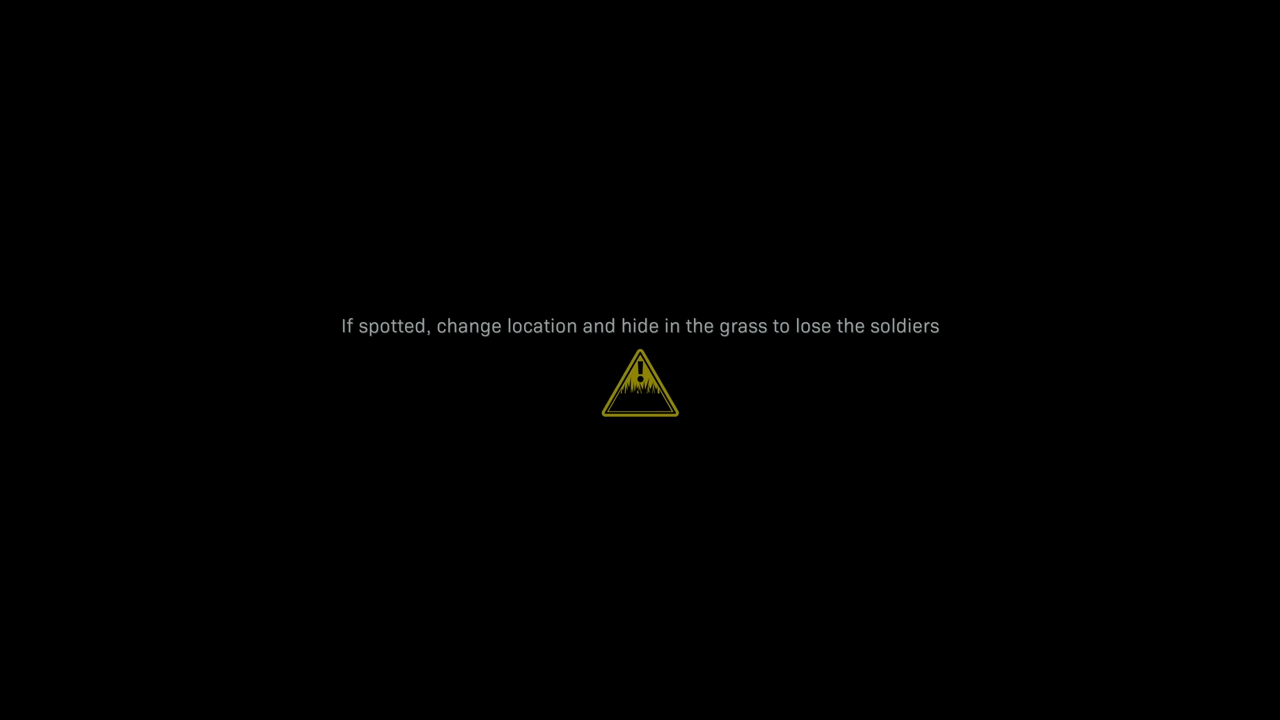 If spotted, change location and hide in the grass to lose the soldiers